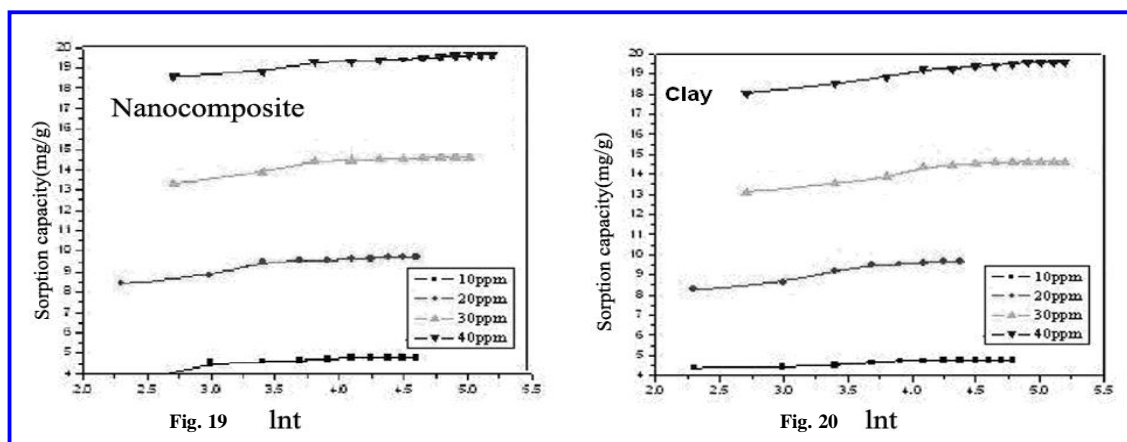 20
19
18
17
16
15
14
13
12
11
10
9
8
7
6
5
4
Sorption capacity(mg/g)
Nanocomposite
10ppm
20ppm
30ppm
40ppm
2.0 2.5 3.0 3.5 4.0 4.5 5.0 5.5
Fig. 19 lnt
20
19
18
17
16
15
14
13
12
11
10
9
8
7
6
5
4
Sorption capacity(mg/g)
Clay
10ppm
20ppm
30ppm
40ppm
2.0 2.5 3.0 3.5 4.0 4.5 5.0 5.5
Fig. 20 lnt